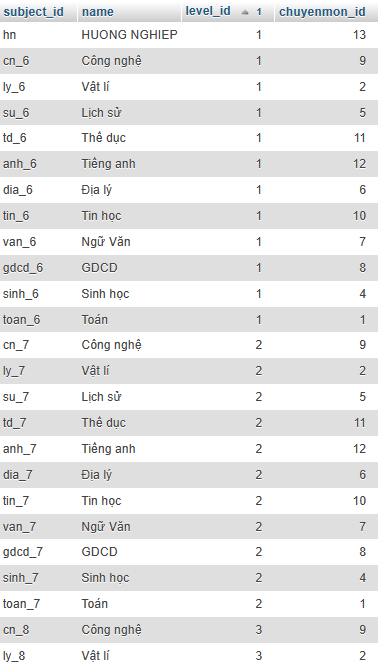 subject_id name level_id 1 chuyenmon_id
hn HUONG NGHIEP 1 13
cn_6 Công nghệ 1 9
ly_6 Vật lí 1 2
su_6 Lịch sử 1 5
td_6 Thể dục 1 11
anh_6 Tiếng anh 1 12
dia_6 Địa lý 1 6
tin_6 Tin học 1 10
van_6 Ngữ Văn 1 7
gdcd_6 GDCD 1 8
sinh_6 Sinh học 1 4
toan_6 Toán 1 1
cn_7 Công nghệ 2 9
ly_7 Vật lí 2 2
su_7 Lịch sử 2 5
td_7 Thể dục 2 11
anh_7 Tiếng anh 2 12
dia_7 Địa lý 2 6
tin_7 Tin học 2 10
van_7 Ngữ Văn 2 7
gdcd_7 GDCD 2 8
sinh_7 Sinh học 2 4
toan_7 Toán 2 1
cn_8 Công nghệ 3 9
ly_8 Vật lí 3 2